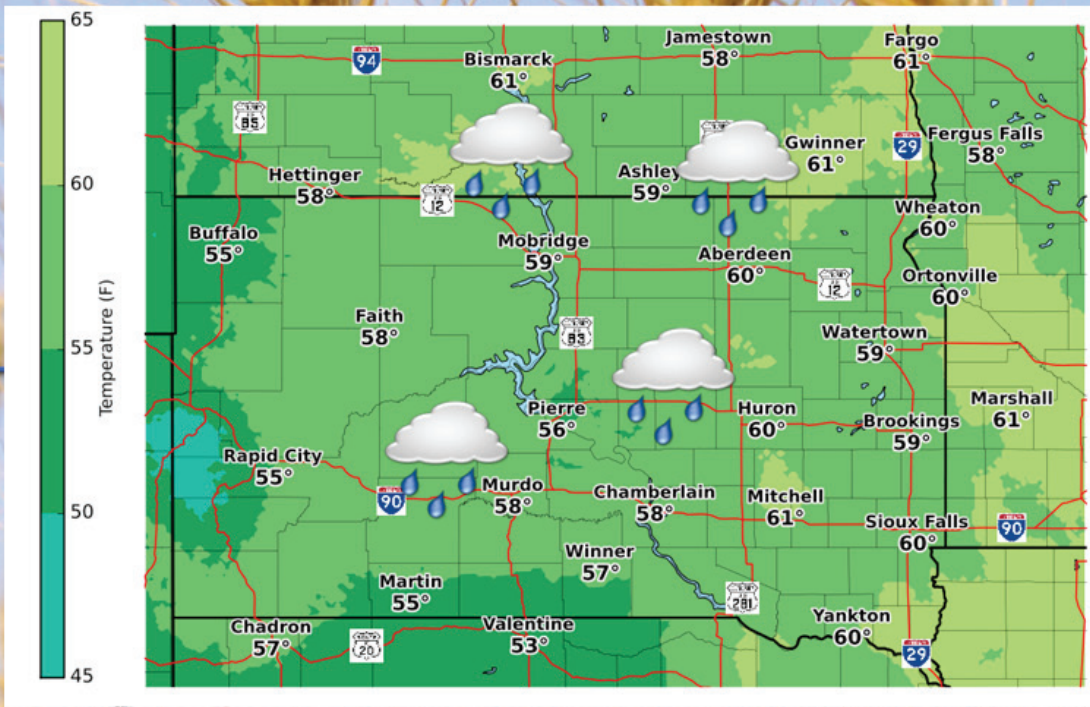 65
60
55
50
45
Temperature (F)
Jamestown
58°
Fargo
61°
94
Bismarck
61°
85
Gwinner
61°
29
Fergus Falls
58°
Hettinger
58°
12
Ashley
59°
Wheaton
60°
Buffalo
55°
Mobridge
59°
Aberdeen
60°
12
Ortonville
60°
Faith
58°
83
Watertown
59°
Pierre
56°
Huron
60°
Brookings
59°
Marshall
61°
Rapid City
55°
90
Murdo
58°
Chamberlain
58°
Mitchell
61°
Sioux Falls
60°
90
Winner
57°
Martin
55°
281
Chadron
57°
20
Valentine
53°
Yankton
60°
29